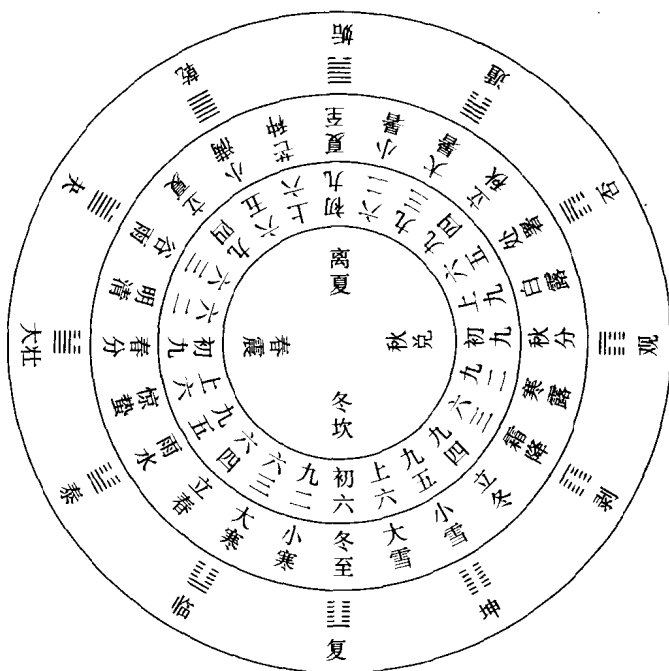 姤
遁
否
观
剥
坤
复
临
泰
大壮
夬
乾
夏至
小暑
大暑
立秋
处暑
白露
秋分
寒露
霜降
立冬
小雪
大雪
冬至
小寒
大寒
立春
雨水
惊蛰
春分
清明
谷雨
立夏
小满
芒种
初九
六二
九三
九四
六五
上九
初九
九二
六三
九四
九五
上六
初六
九二
六三
六四
九五
上六
初九
六二
六三
九四
六五
上六
离夏
秋兑
冬坎
春震